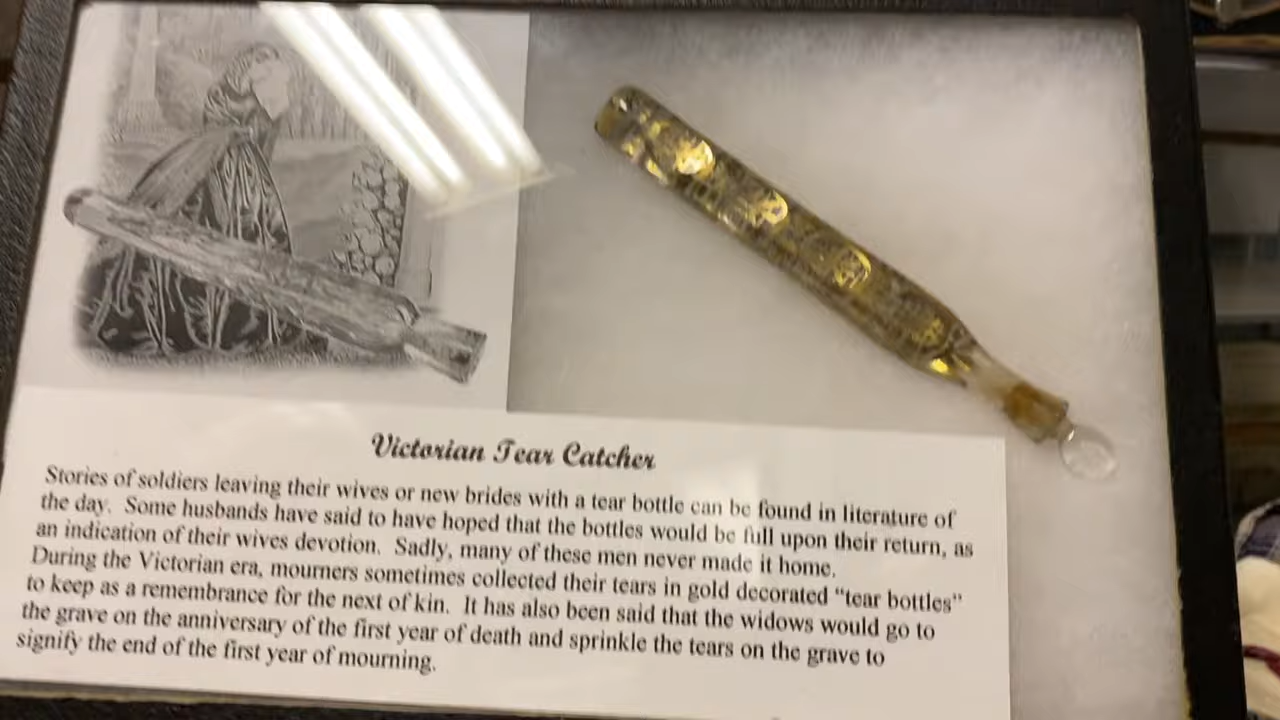 Victorian Tear Catcher
Stories of soldiers leaving their wives or new brides with a tear bottle can be found in literature of
the day. Some husbands have said to have hoped that the bottles would be full upon their return, as
an indication of their wives devotion. Sadly, many of these men never made it home.
During the Victorian era, mourners sometimes collected their tears in gold decorated “tear bottles”
to keep as a remembrance for the next of kin. It has also been said that the widows would go to
the grave on the anniversary of the first year of death and sprinkle the tears on the grave to
signify the end of the first year of mourning.